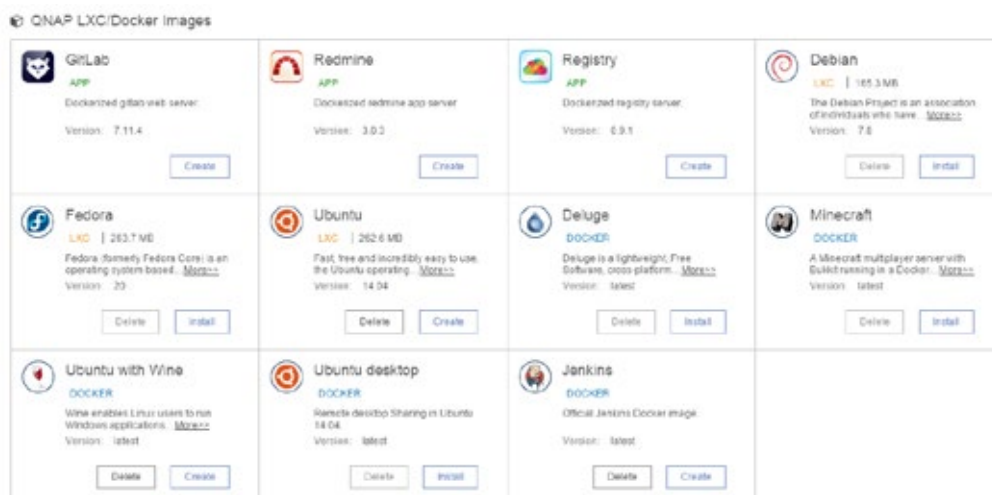 QNAP LXC/Docker Images
GitLab
APP
Dockerized gitlab web server.
Version: 7.11.4
Create
Redmine
APP
Dockerized redmine app server
Version: 3.0.3
Create
Registry
APP
Dockerized registry server.
Version: 0.9.1
Create
Debian
LXC | 165.3 MB
The Debian Project is an association
of individuals who have... More>>
Version: 7.8
Delete Install
Fedora
LXC | 263.7 MB
Fedora (formerly Fedora Core) is an
operating system based... More>>
Version: 20
Delete Install
Ubuntu
LXC | 262.6 MB
Fast, free and incredibly easy to use,
the Ubuntu operating... More>>
Version: 14.04
Delete Create
Deluge
DOCKER
Deluge is a lightweight, Free
Software, cross-platform... More>>
Version: latest
Delete Install
Minecraft
DOCKER
A Minecraft multiplayer server with
Bukkit running in a Docker... More>>
Version: latest
Delete Install
Ubuntu with Wine
DOCKER
Wine enables Linux users to run
Windows applications... More>>
Version: latest
Delete Create
Ubuntu desktop
DOCKER
Remote desktop Sharing in Ubuntu
14.04.
Version: latest
Delete Install
Jenkins
DOCKER
Official Jenkins Docker image.
Version: latest
Delete Create